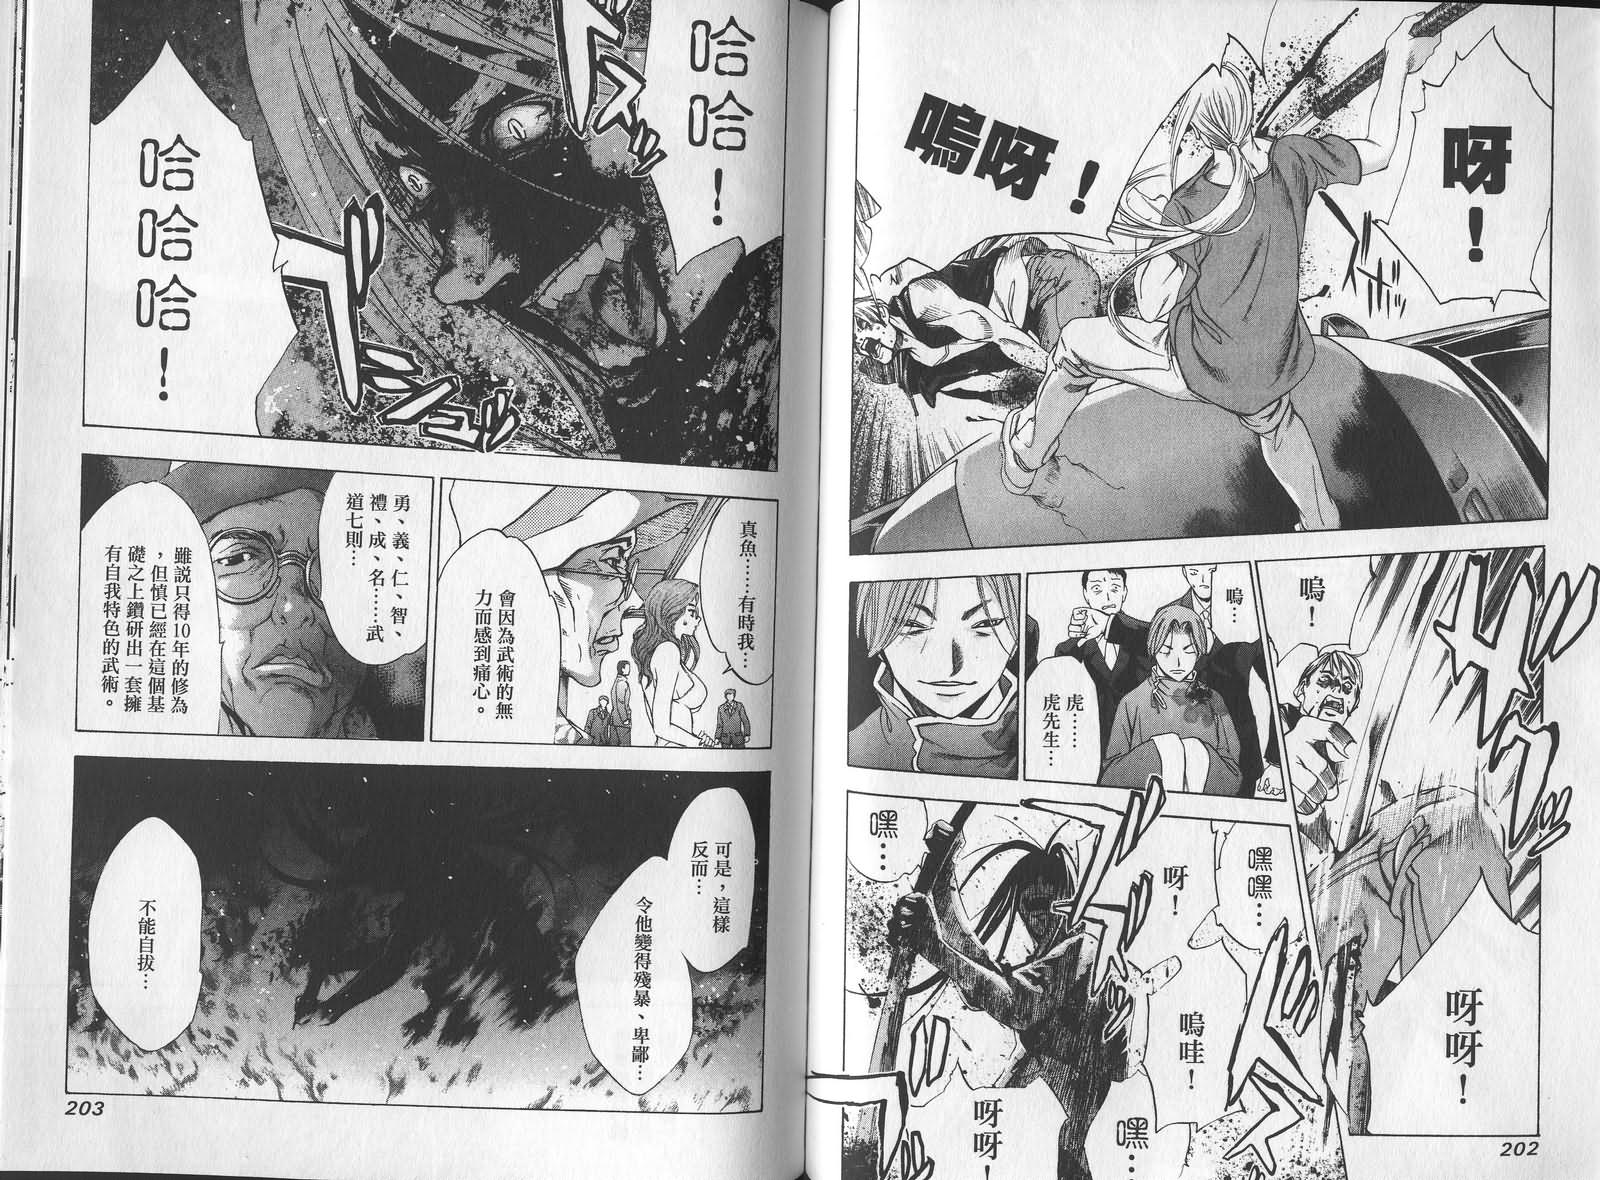 呀！
嗚呀！
嗚！
嗚…
虎……
虎先生…
呀呀！
嘿
嘿…
呀！
嗚哇！
嘿…
嘿…
呀
呀！
202
哈
哈！
哈
哈
哈！
真魚……有時我…
會因為武術的無
力而感到痛心。
勇、義、仁、智、
禮、成、名……武
道七則…
雖説只得10年的修為
，但慎已經在這個基
礎之上鑽研出一套擁
有自我特色的武術。
可是，這樣
反而…
令他變得殘暴、卑鄙…
不能自拔…
203